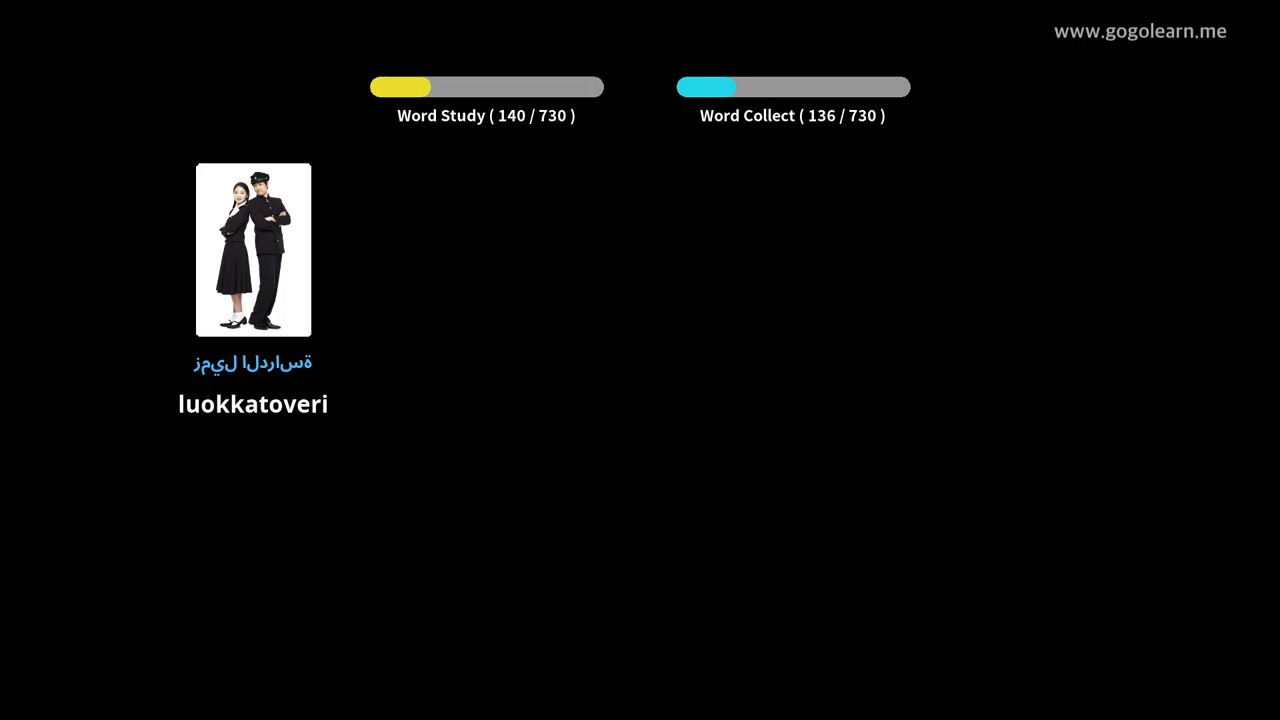 www.gogolearn.me
Word Study ( 140 / 730 )
Word Collect ( 136 / 730 )
زميل الدراسة
luokkatoveri